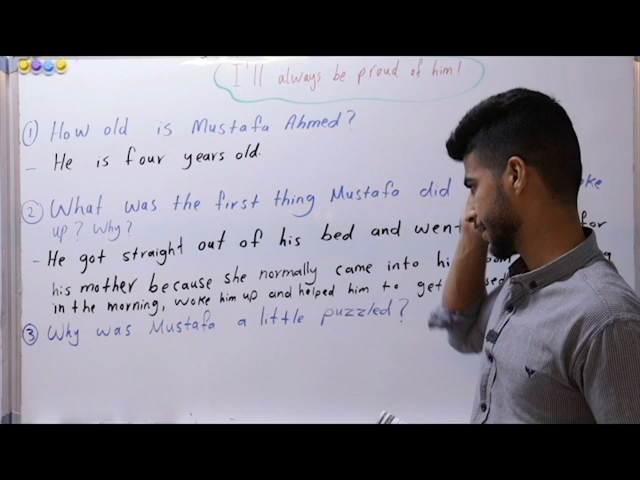 I'll always be proud of him!
① How old is Mustafa Ahmed?
- He is four years old.
② What was the first thing Mustafa did
up? Why?
- He got straight out of his bed and went for
his mother because she normally came into his
in the morning, woke him up and helped him to get
③ Why was Mustafa a little puzzled?